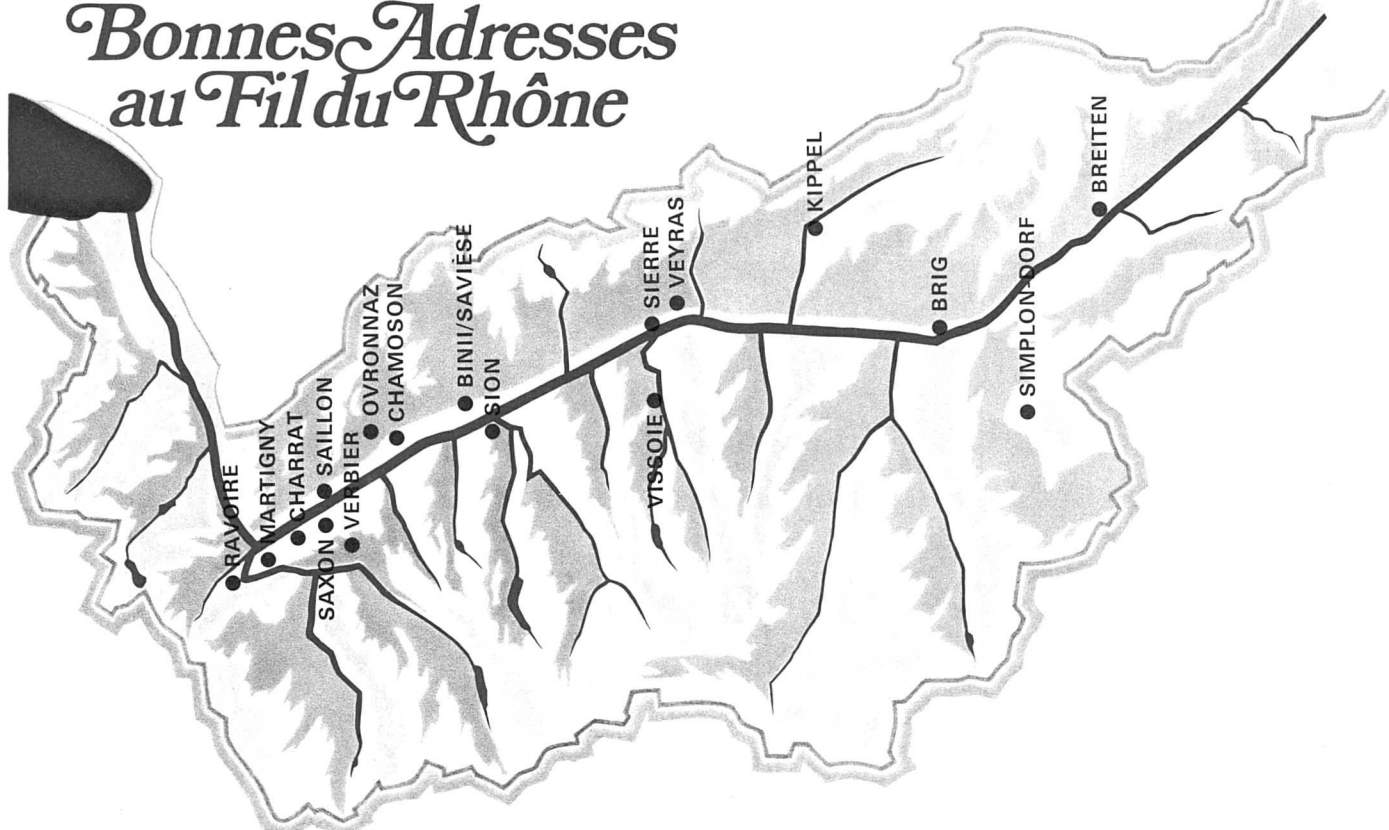 Bonnes Adresses
au Fil du Rhône
RAVOIRE
MARTIGNY
CHARRAT
SAXON
SAILLON
VERBIER
OVRONNAZ
CHAMOSON
BINII/SAVIÈSE
SION
VISSOIE
SIERRE
VEYRAS
KIPPEL
BRIG
SIMPLON-DORF
BREITEN